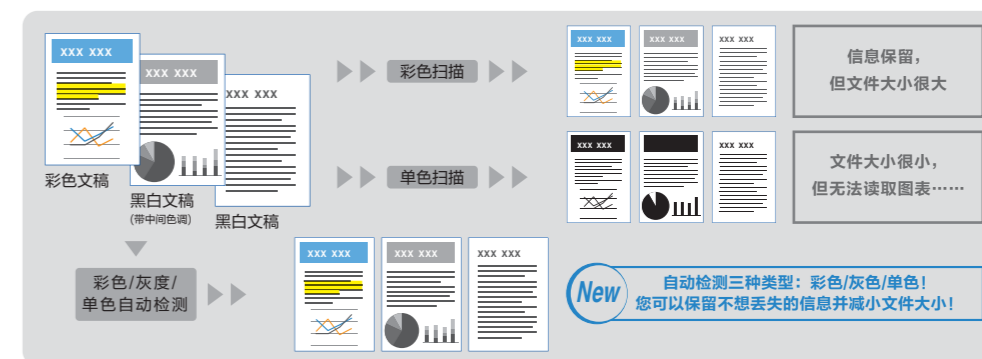 xxx xxx
xxx xxx
xxx xxx
彩色文稿
黑白文稿
(带中间色调)
黑白文稿
彩色扫描
xxx xxx
xxx xxx
xxx xxx
信息保留，
但文件大小很大
单色扫描
xxx xxx
xxx xxx
文件大小很小，
但无法读取图表……
彩色/灰度/
单色自动检测
xxx xxx
xxx xxx
xxx xxx
New
自动检测三种类型：彩色/灰色/单色！
您可以保留不想丢失的信息并减小文件大小！